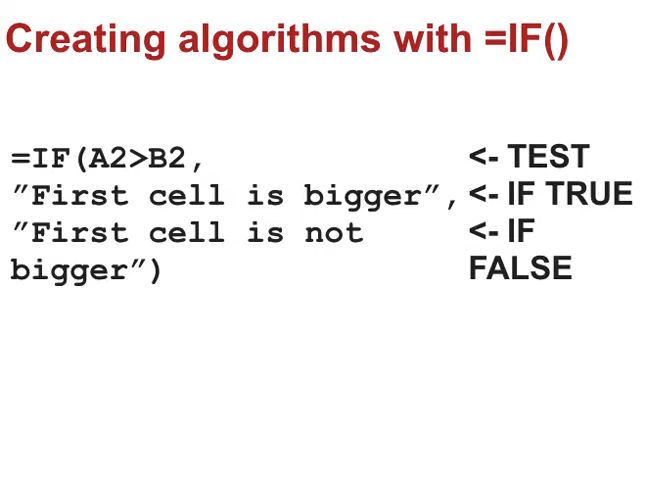 Creating algorithms with =IF()
=IF(A2>B2, <- TEST
”First cell is bigger”, <- IF TRUE
”First cell is not <- IF
bigger”) FALSE